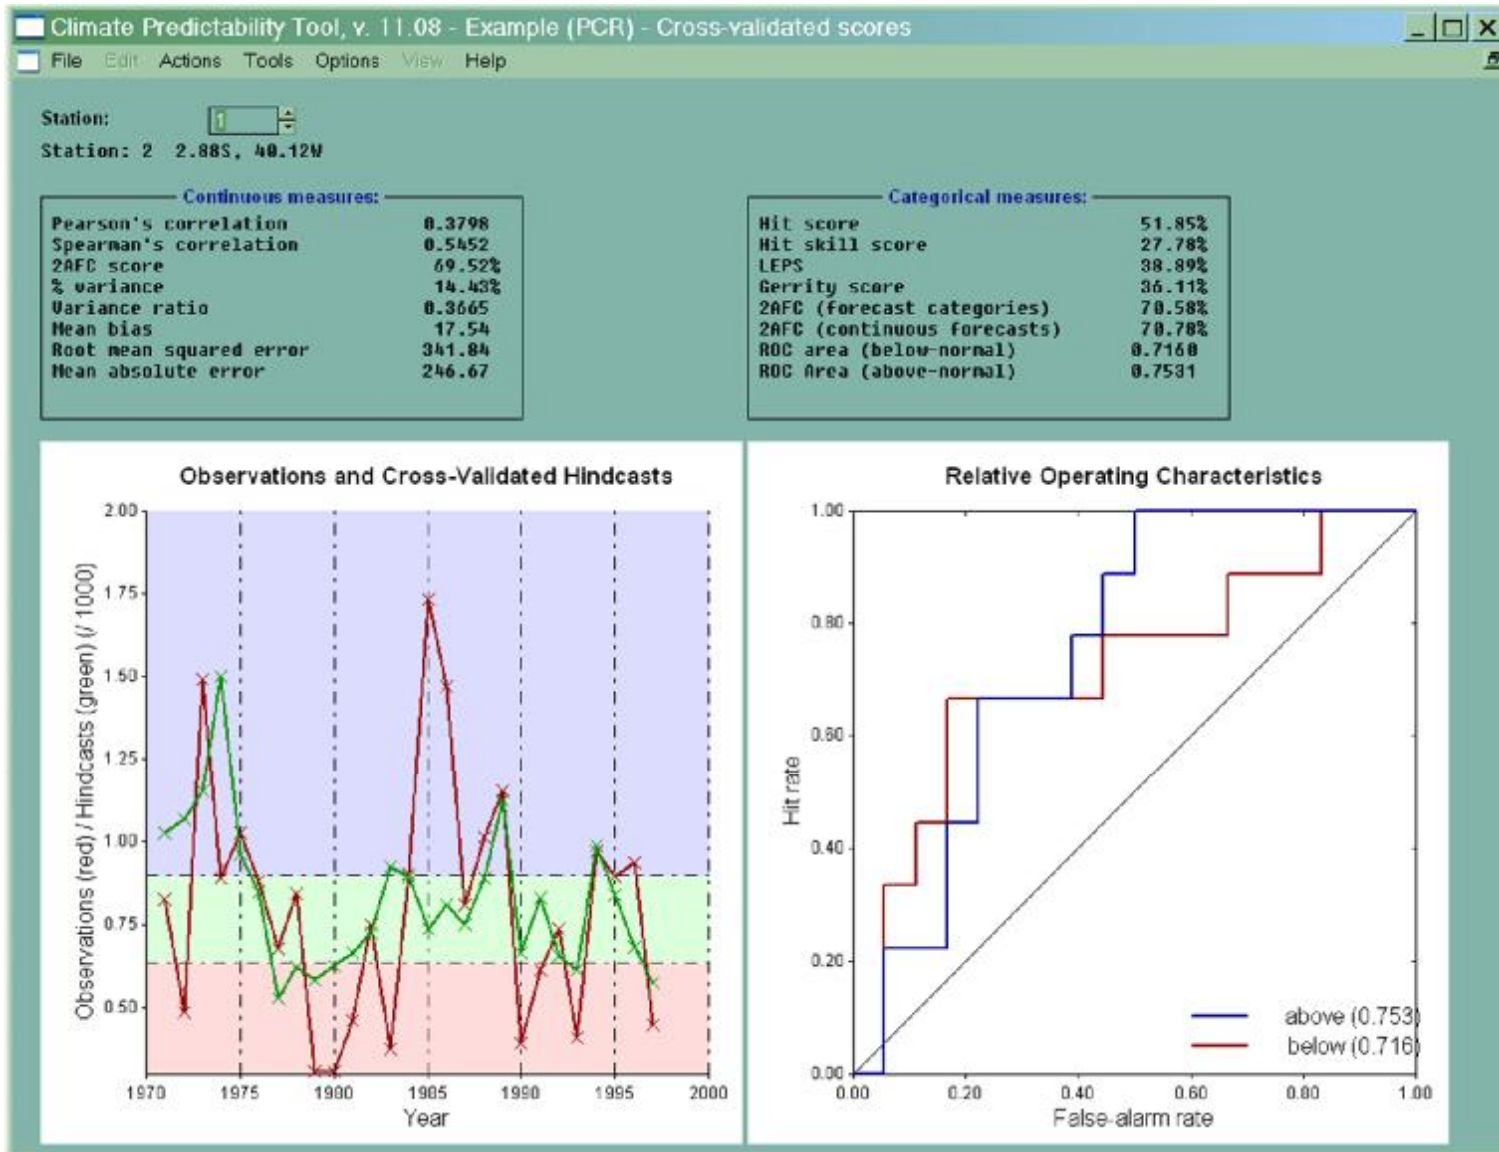 Climate Predictability Tool, v. 11.08 - Example (PCR) - Cross-validated scores
File Edit Actions Tools Options View Help
Station: 1
Station: 2 2.88S, 40.12W
Continuous measures:
Pearson's correlation 0.3798
Spearman's correlation 0.5452
2AFC score 69.52%
% variance 14.43%
Variance ratio 0.3665
Mean bias 17.54
Root mean squared error 341.84
Mean absolute error 246.67
Categorical measures:
Hit score 51.85%
Hit skill score 27.78%
LEPS 38.89%
Gerrity score 36.11%
2AFC (forecast categories) 70.58%
2AFC (continuous forecasts) 70.78%
ROC area (below-normal) 0.7160
ROC Area (above-normal) 0.7531
Observations and Cross-Validated Hindcasts
Observations (red) / Hindcasts (green) (/ 1000)
2.00
1.75
1.50
1.25
1.00
0.75
0.50
1970 1975 1980 1985 1990 1995 2000
Year
Relative Operating Characteristics
Hit rate
1.00
0.80
0.60
0.40
0.20
0.00
above (0.753)
below (0.716)
0.00 0.20 0.40 0.60 0.80 1.00
False-alarm rate